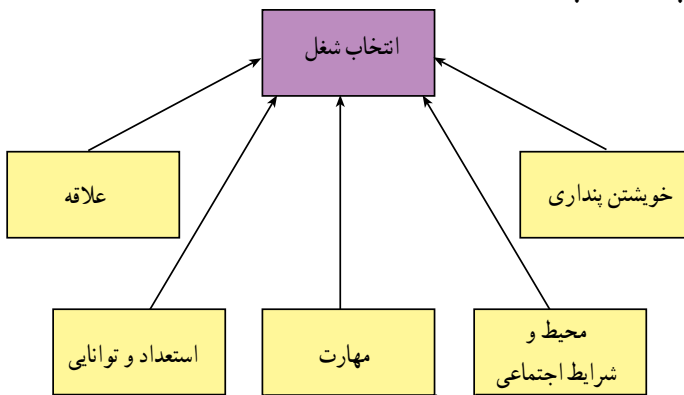 انتخاب شغل
خویشتن پنداری
علاقه
محیط و
شرایط اجتماعی
مهارت
استعداد و توانایی